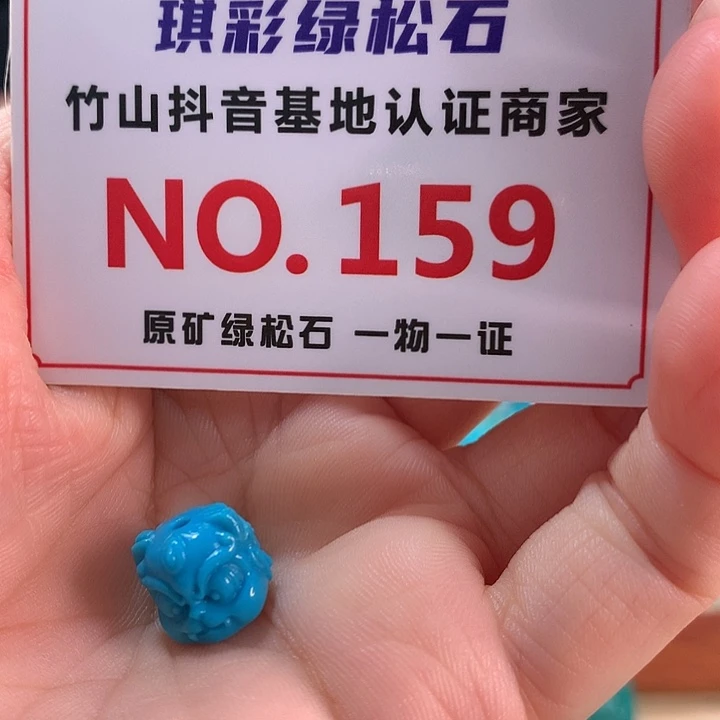 琪彩绿松石
竹山抖音基地认证商家
NO.159
原矿绿松石 一物一证